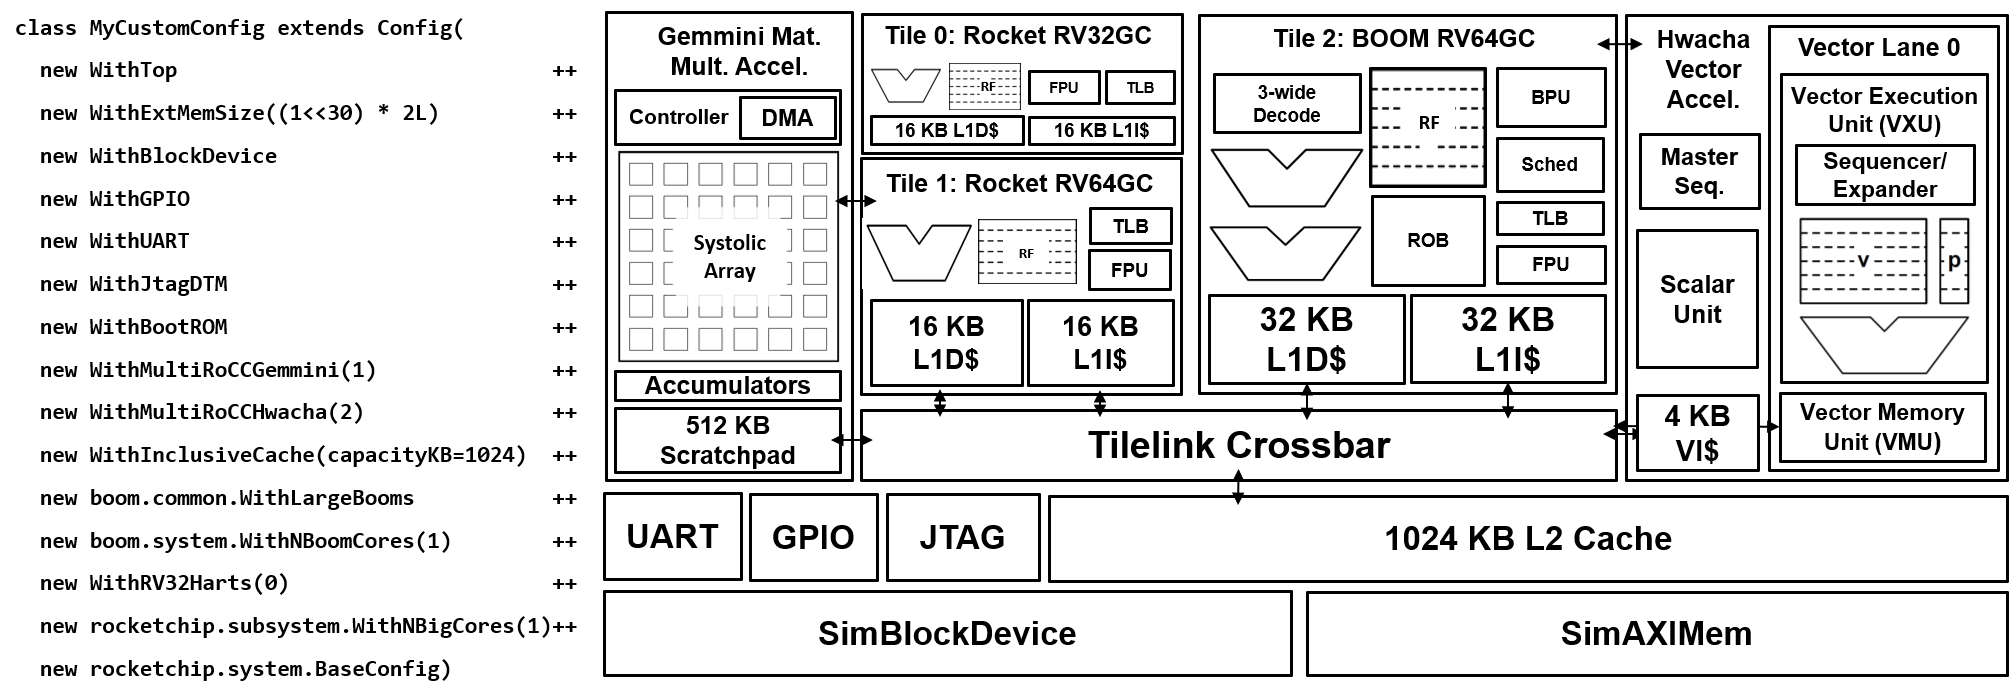 class MyCustomConfig extends Config(
new WithTop ++
new WithExtMemSize((1<<30) * 2L) ++
new WithBlockDevice ++
new WithGPIO ++
new WithUART ++
new WithJtagDTM ++
new WithBootROM ++
new WithMultiRoCCGemmini(1) ++
new WithMultiRoCCHwacha(2) ++
new WithInclusiveCache(capacityKB=1024) ++
new boom.common.WithLargeBooms ++
new boom.system.WithNBoomCores(1) ++
new WithRV32Harts(0) ++
new rocketchip.subsystem.WithNBigCores(1)++
new rocketchip.system.BaseConfig)
Gemmini Mat.
Mult. Accel.
Controller
DMA
Systolic
Array
Accumulators
512 KB
Scratchpad
Tile 0: Rocket RV32GC
RF
FPU
TLB
16 KB L1D$
16 KB L1I$
Tile 1: Rocket RV64GC
RF
TLB
FPU
16 KB
L1D$
16 KB
L1I$
Tile 2: BOOM RV64GC
3-wide
Decode
RF
BPU
Sched
ROB
TLB
FPU
32 KB
L1D$
32 KB
L1I$
Hwacha
Vector
Accel.
Master
Seq.
Scalar
Unit
4 KB
VI$
Vector Lane 0
Vector Execution
Unit (VXU)
Sequencer/
Expander
v
p
Vector Memory
Unit (VMU)
Tilelink Crossbar
UART
GPIO
JTAG
1024 KB L2 Cache
SimBlockDevice
SimAXIMem